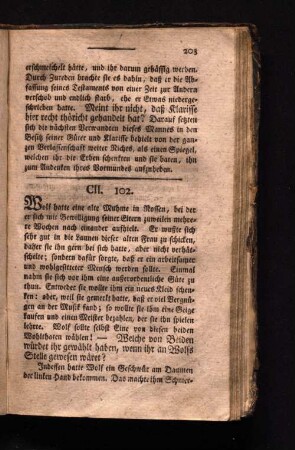 203
erschmeichelt hätte, und ihr darum gehässig werden.
Durch Zureden brachte sie es dahin, daß er die Ab-
fassung seines Testaments von einer Zeit zur Andern
verschob und endlich starb, ehe er Etwas niederge-
schrieben hatte. Meint ihr nicht, daß Klarisse
hier recht thöricht gehandelt hat? Darauf setzten
sich die nächsten Verwandten dieses Mannes in den
Besitz seiner Güter und Klarisse behielt von der gan-
zen Verlassenschaft weiter Nichts, als einen Spiegel,
welchen ihr die Erben schenkten und sie baten, ihn
zum Andenken ihres Vormundes aufzuheben.
CII. 102.
Wolf hatte eine alte Muhme in Nossen, bei der
er sich mit Bewilligung seiner Eltern zuweilen mehre-
re Wochen nach einander aufhielt. Er wußte sich
sehr gut in die Launen dieser alten Frau zu schicken,
daher sie ihn gern bei sich hatte, aber nicht verhät-
schelte; sondern dafür sorgte, daß er ein arbeitsamer
und wohlgesitteter Mensch werden sollte. Einmal
nahm sie sich vor ihm eine außerordentliche Güte zu
thun. Entweder sie wollte ihm ein neues Kleid schen-
ken: oder, weil sie gemerkt hatte, daß er viel Vergnü-
gen an der Musik fand; so wollte sie ihm eine Geige
kaufen und einen Meister bezahlen, der sie ihn spielen
lehrte. Wolf sollte selbst Eine von diesen beiden
Wohlthaten wählen! — Welche von Beiden
würdet ihr gewählt haben, wenn ihr an Wolfs
Stelle gewesen wäret?
Indessen hatte Wolf ein Geschwür am Daumen
der linken Hand bekommen. Das machte ihm Schmer-